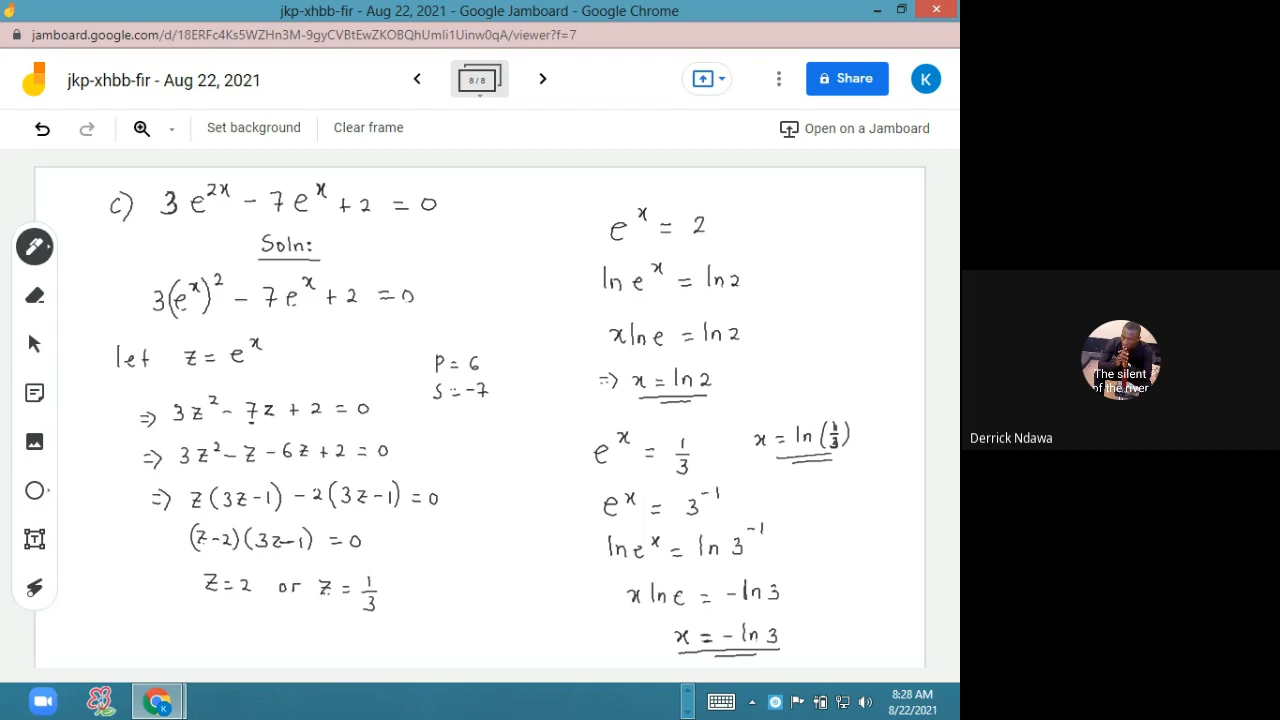 jkp-xhbb-fir - Aug 22, 2021 - Google Jamboard - Google Chrome
jamboard.google.com/d/18ERFc4Ks5WZHn3M-9gyCVBtEwZKOBQhUmli1Uinw0qA/viewer?f=7
jkp-xhbb-fir - Aug 22, 2021
8 / 8
Share
K
Set background
Clear frame
Open on a Jamboard
c) 3e^{2x} - 7e^x + 2 = 0
Soln:
3(e^x)^2 - 7e^x + 2 = 0
let z = e^x
P = 6
S = -7
=> 3z^2 - 7z + 2 = 0
=> 3z^2 - z - 6z + 2 = 0
=> z(3z-1) - 2(3z-1) = 0
(z-2)(3z-1) = 0
z = 2 or z = 1/3
e^x = 2
ln e^x = ln 2
x ln e = ln 2
=> x = ln 2
e^x = 1/3
x = ln(1/3)
e^x = 3^{-1}
ln e^x = ln 3^{-1}
x ln e = -ln 3
x = -ln 3
The silent
of the river
Derrick Ndawa
8:28 AM
8/22/2021